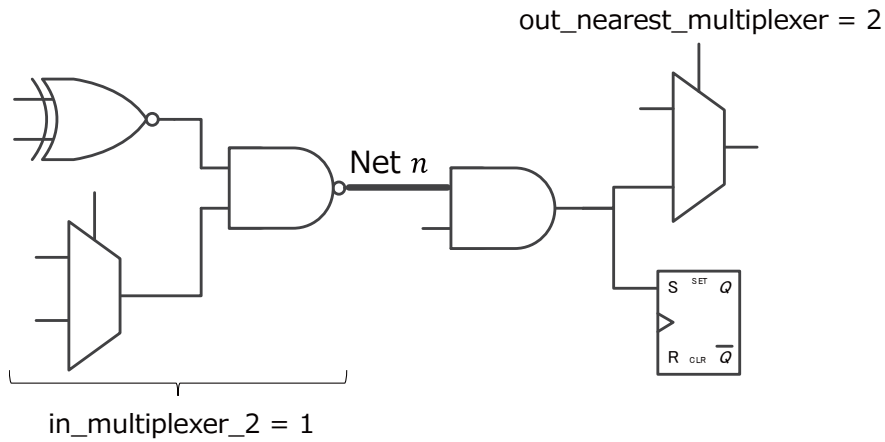 out_nearest_multiplexer = 2
Net n
S SET Q
R CLR Q
in_multiplexer_2 = 1